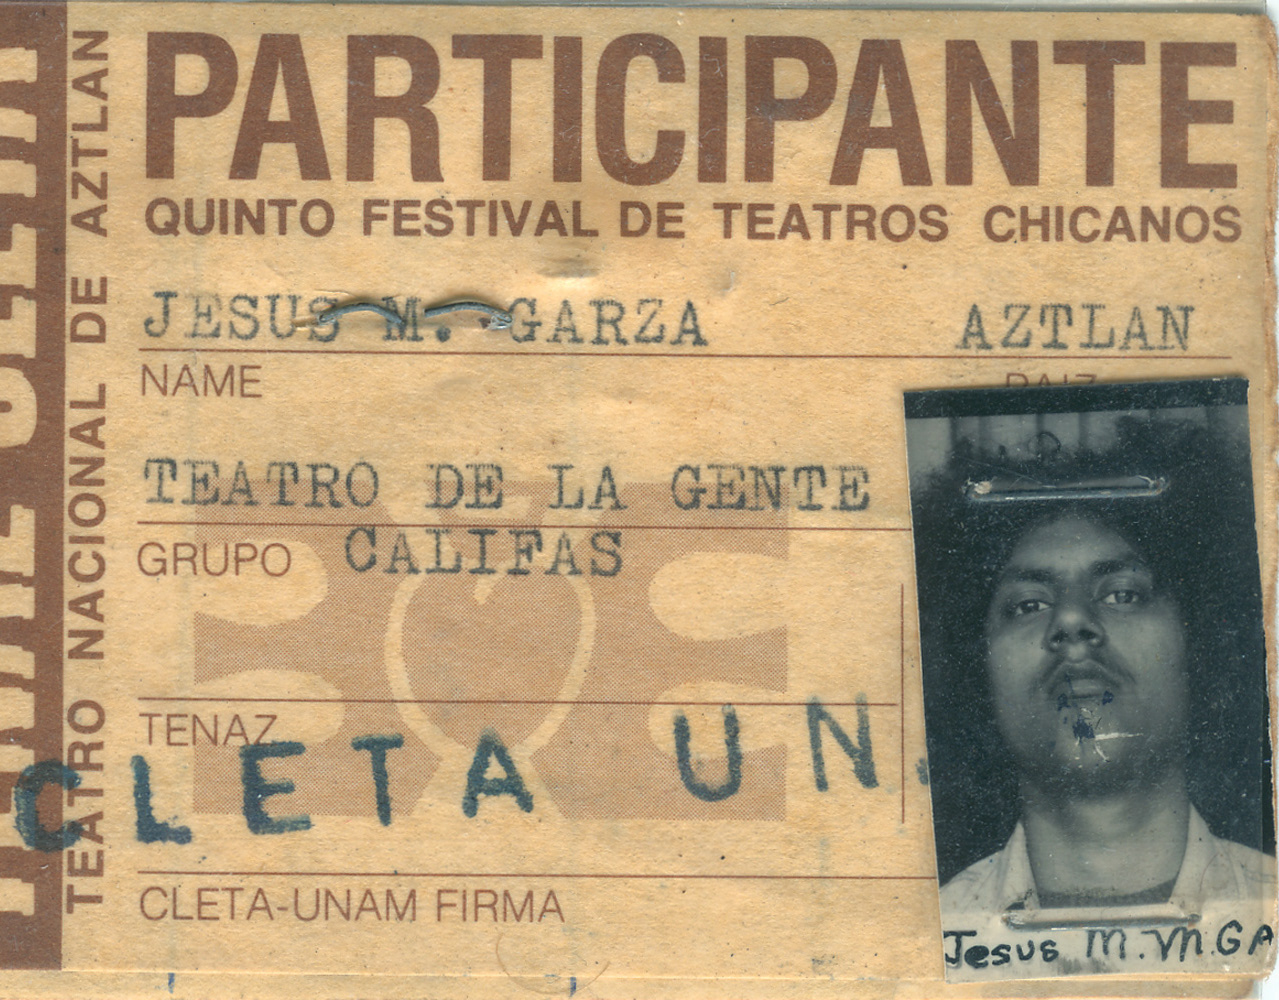 PARTICIPANTE
QUINTO FESTIVAL DE TEATROS CHICANOS
TEATRO NACIONAL DE AZTLAN
JESUS M. GARZA AZTLAN
NAME RAIZ
TEATRO DE LA GENTE
GRUPO CALIFAS
TENAZ
CLETA UN.
CLETA-UNAM FIRMA
Jesus M. M. GA